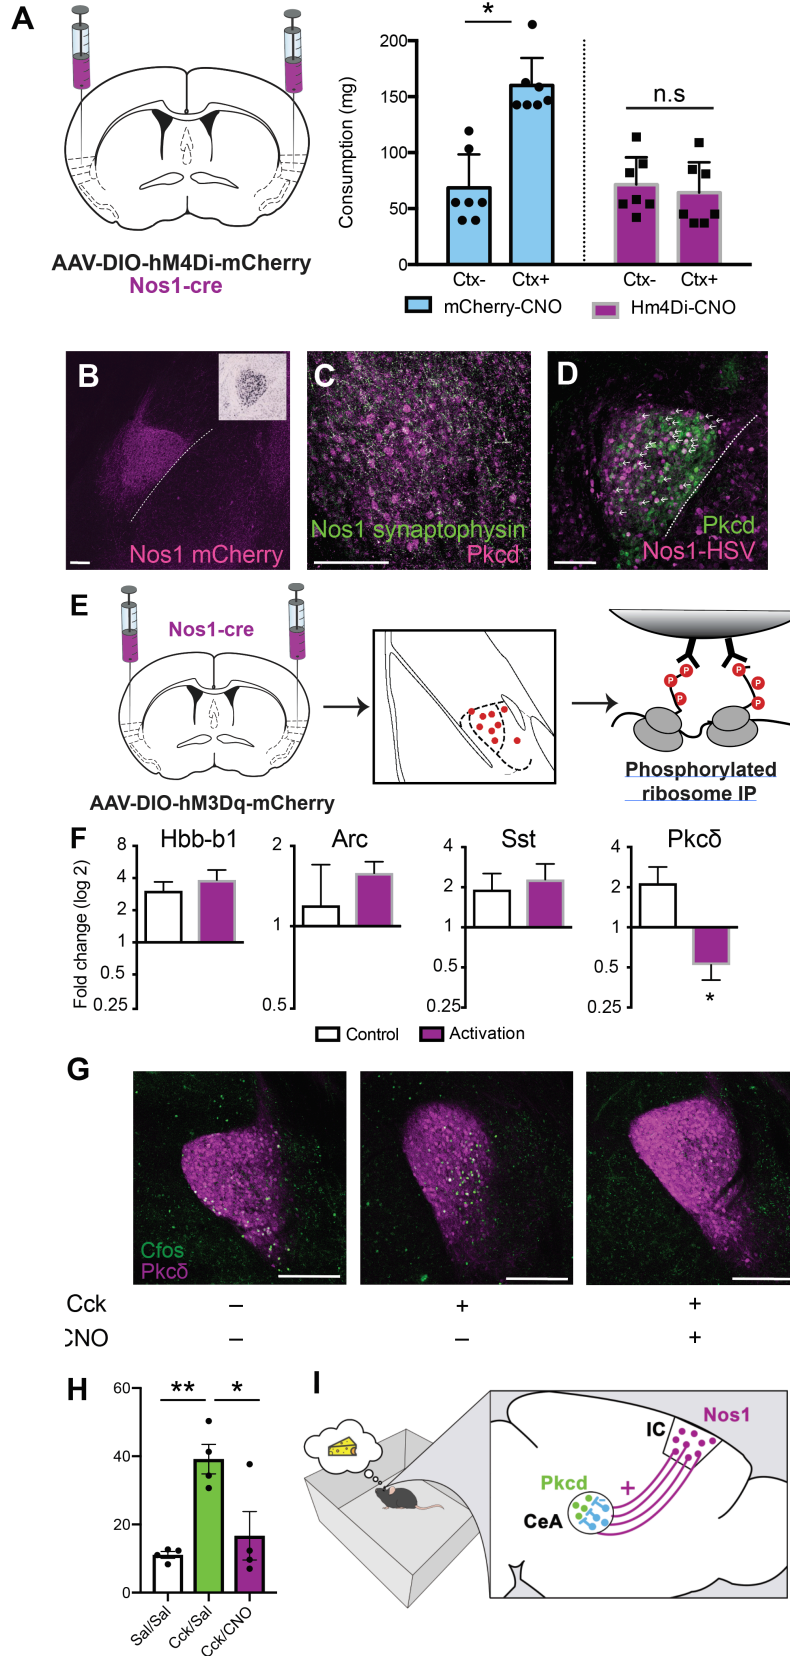 A
AAV-DIO-hM4Di-mCherry
Nos1-cre
Consumption (mg)
200
150
100
50
0
*
n.s
Ctx- Ctx+ Ctx- Ctx+
mCherry-CNO Hm4Di-CNO
B
Nos1 mCherry
C
Nos1 synaptophysin
Pkcd
D
Pkcd
Nos1-HSV
E
Nos1-cre
AAV-DIO-hM3Dq-mCherry
P P
P P
P
Phosphorylated
ribosome IP
F
Fold change (log 2)
Hbb-b1
8
4
2
1
0.5
0.25
Arc
2
1
0.5
Sst
4
2
1
0.5
0.25
Pkcδ
4
2
1
0.5
0.25
*
Control Activation
G
Cfos
Pkcδ
Cck – + +
CNO – – +
H
60
40
20
0
** *
Sal/Sal
Cck/Sal
Cck/CNO
I
Nos1
IC
+
Pkcd
CeA